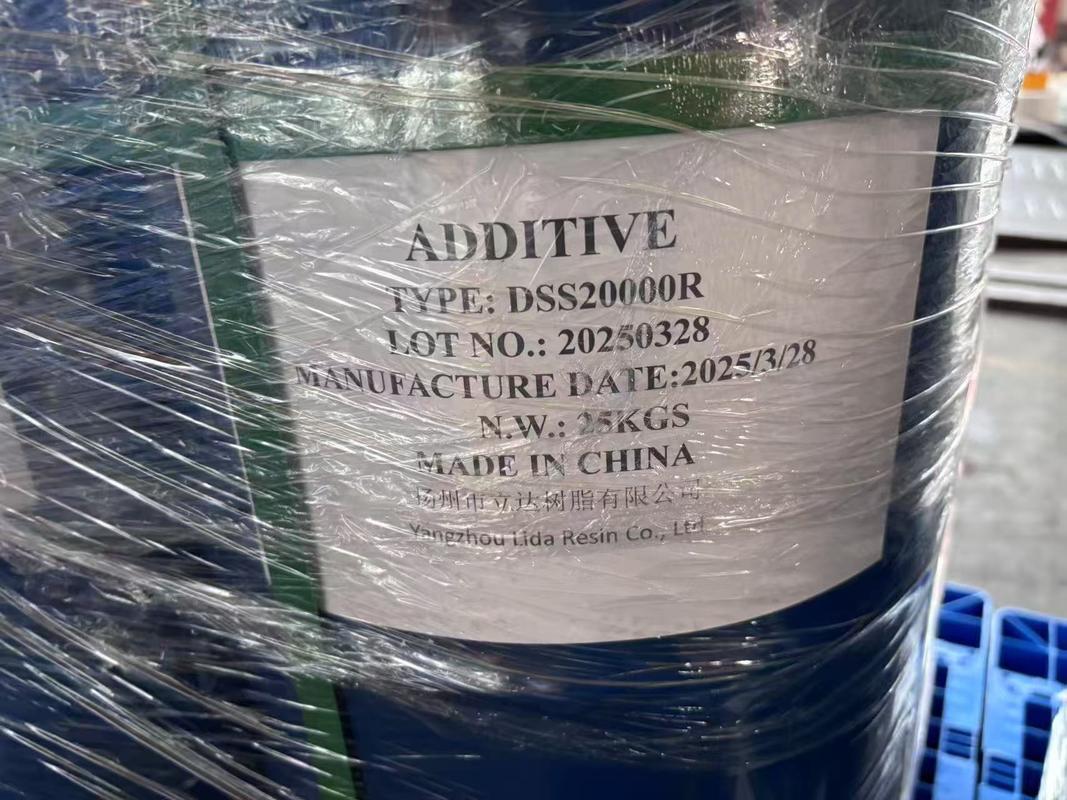 ADDITIVE
TYPE: DSS20000R
LOT NO.: 20250328
MANUFACTURE DATE:2025/3/28
N.W.: 25KGS
MADE IN CHINA
扬州市立达树脂有限公司
Yangzhou Lida Resin Co., Ltd